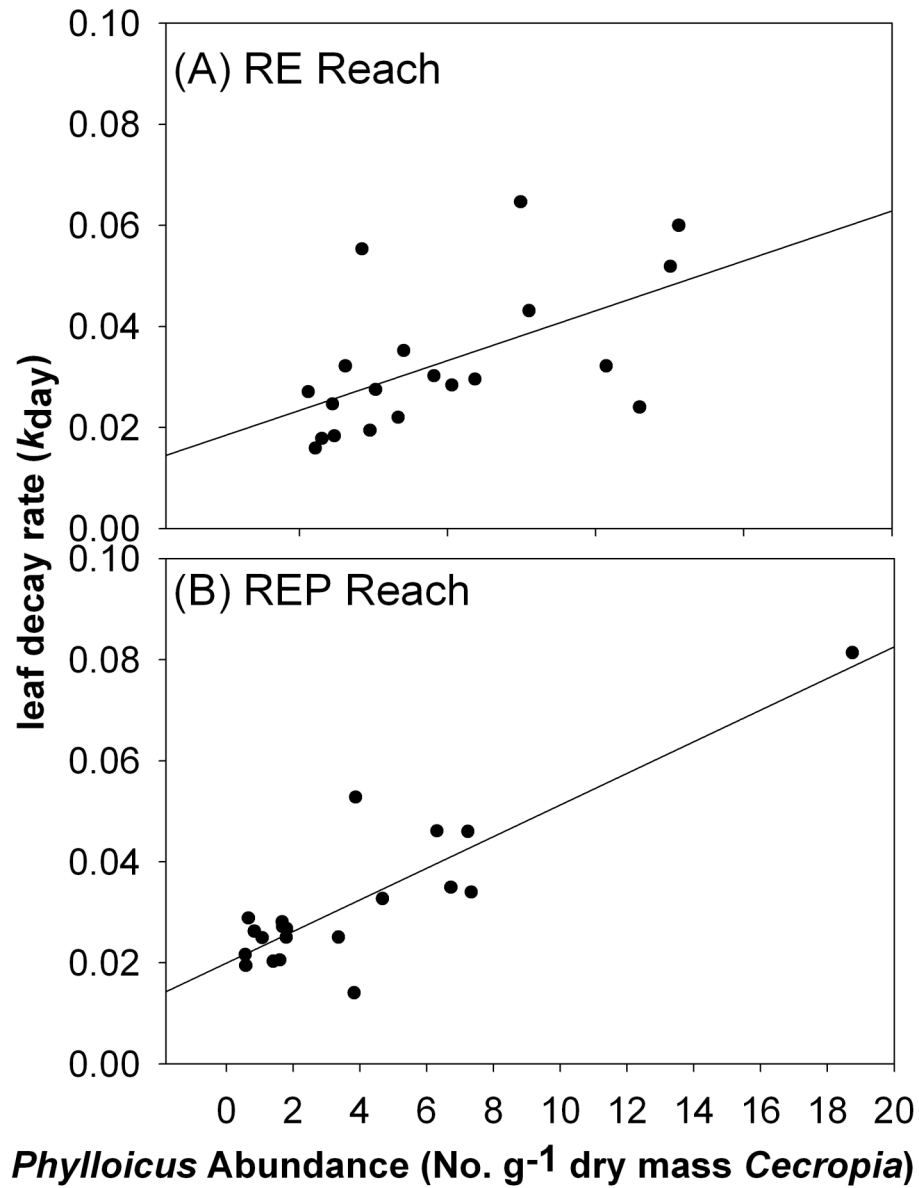 0.10
(A) RE Reach
0.08
0.06
0.04
0.02
0.00
leaf decay rate (kday)
0.10
(B) REP Reach
0.08
0.06
0.04
0.02
0.00
0 2 4 6 8 10 12 14 16 18 20
Phylloicus Abundance (No. g-1 dry mass Cecropia)